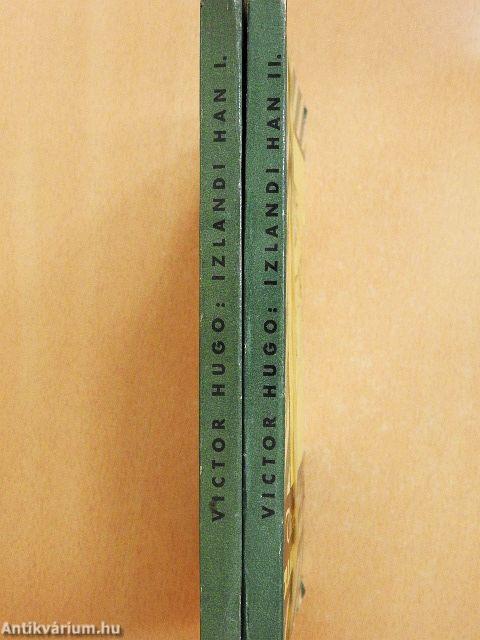 VICTOR HUGO: IZLANDI HAN I.
VICTOR HUGO: IZLANDI HAN II.
Antikvárium.hu